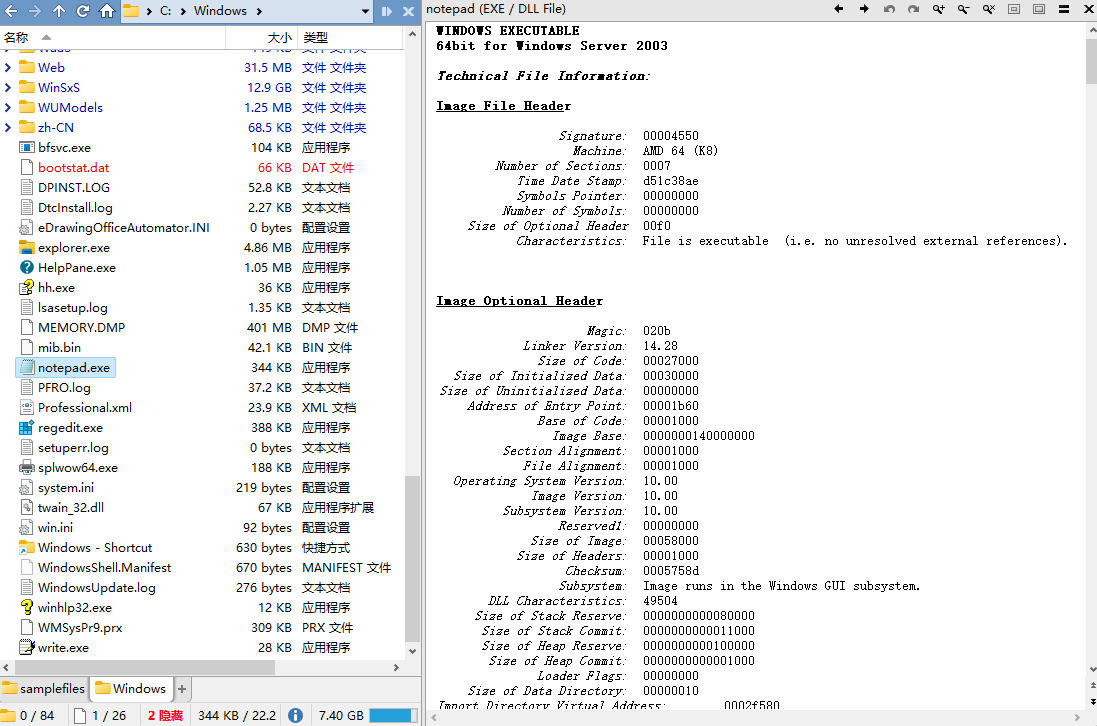 C: Windows
notepad (EXE / DLL File)
名称 大小 类型
Web 31.5 MB 文件 文件夹
WinSxS 12.9 GB 文件 文件夹
WUModels 1.25 MB 文件 文件夹
zh-CN 68.5 KB 文件 文件夹
bfsvc.exe 104 KB 应用程序
bootstat.dat 66 KB DAT 文件
DPINST.LOG 52.8 KB 文本文档
DtcInstall.log 2.27 KB 文本文档
eDrawingOfficeAutomator.INI 0 bytes 配置设置
explorer.exe 4.86 MB 应用程序
HelpPane.exe 1.05 MB 应用程序
hh.exe 36 KB 应用程序
lsasetup.log 1.35 KB 文本文档
MEMORY.DMP 401 MB DMP 文件
mib.bin 42.1 KB BIN 文件
notepad.exe 344 KB 应用程序
PFRO.log 37.2 KB 文本文档
Professional.xml 23.9 KB XML 文档
regedit.exe 388 KB 应用程序
setuperr.log 0 bytes 文本文档
splwow64.exe 188 KB 应用程序
system.ini 219 bytes 配置设置
twain_32.dll 67 KB 应用程序扩展
win.ini 92 bytes 配置设置
Windows - Shortcut 630 bytes 快捷方式
WindowsShell.Manifest 670 bytes MANIFEST 文件
WindowsUpdate.log 276 bytes 文本文档
winhlp32.exe 12 KB 应用程序
WMSysPr9.prx 309 KB PRX 文件
write.exe 28 KB 应用程序
samplefiles Windows +
0 / 84 1 / 26 2 隐藏 344 KB / 22.2 7.40 GB
WINDOWS EXECUTABLE
64bit for Windows Server 2003
Technical File Information:
Image File Header
Signature: 00004550
Machine: AMD 64 (K8)
Number of Sections: 0007
Time Date Stamp: d51c38ae
Symbols Pointer: 00000000
Number of Symbols: 00000000
Size of Optional Header 00f0
Characteristics: File is executable (i.e. no unresolved external references).
Image Optional Header
Magic: 020b
Linker Version: 14.28
Size of Code: 00027000
Size of Initialized Data: 00030000
Size of Uninitialized Data: 00000000
Address of Entry Point: 00001b60
Base of Code: 00001000
Image Base: 0000000140000000
Section Alignment: 00001000
File Alignment: 00001000
Operating System Version: 10.00
Image Version: 10.00
Subsystem Version: 10.00
Reserved1: 00000000
Size of Image: 00058000
Size of Headers: 00001000
Checksum: 0005758d
Subsystem: Image runs in the Windows GUI subsystem.
DLL Characteristics: 49504
Size of Stack Reserve: 0000000000080000
Size of Stack Commit: 0000000000011000
Size of Heap Reserve: 0000000000100000
Size of Heap Commit: 0000000000001000
Loader Flags: 00000000
Size of Data Directory: 00000010
Import Directory Virtual Address: 0002f580